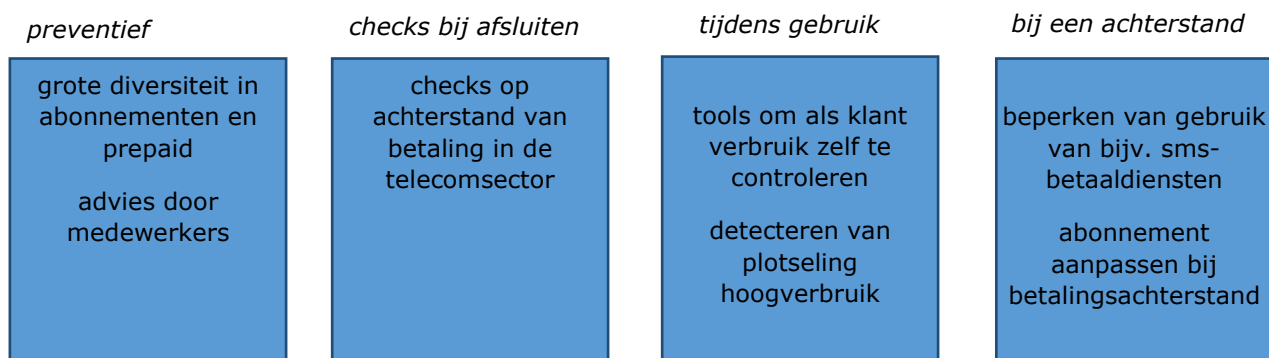 preventief
grote diversiteit in
abonnementen en
prepaid
advies door
medewerkers
checks bij afsluiten
checks op
achterstand van
betaling in de
telecomsector
tijdens gebruik
tools om als klant
verbruik zelf te
controleren
detecteren van
plotseling
hoogverbruik
bij een achterstand
beperken van gebruik
van bijv. sms-
betaaldiensten
abonnement
aanpassen bij
betalingsachterstand